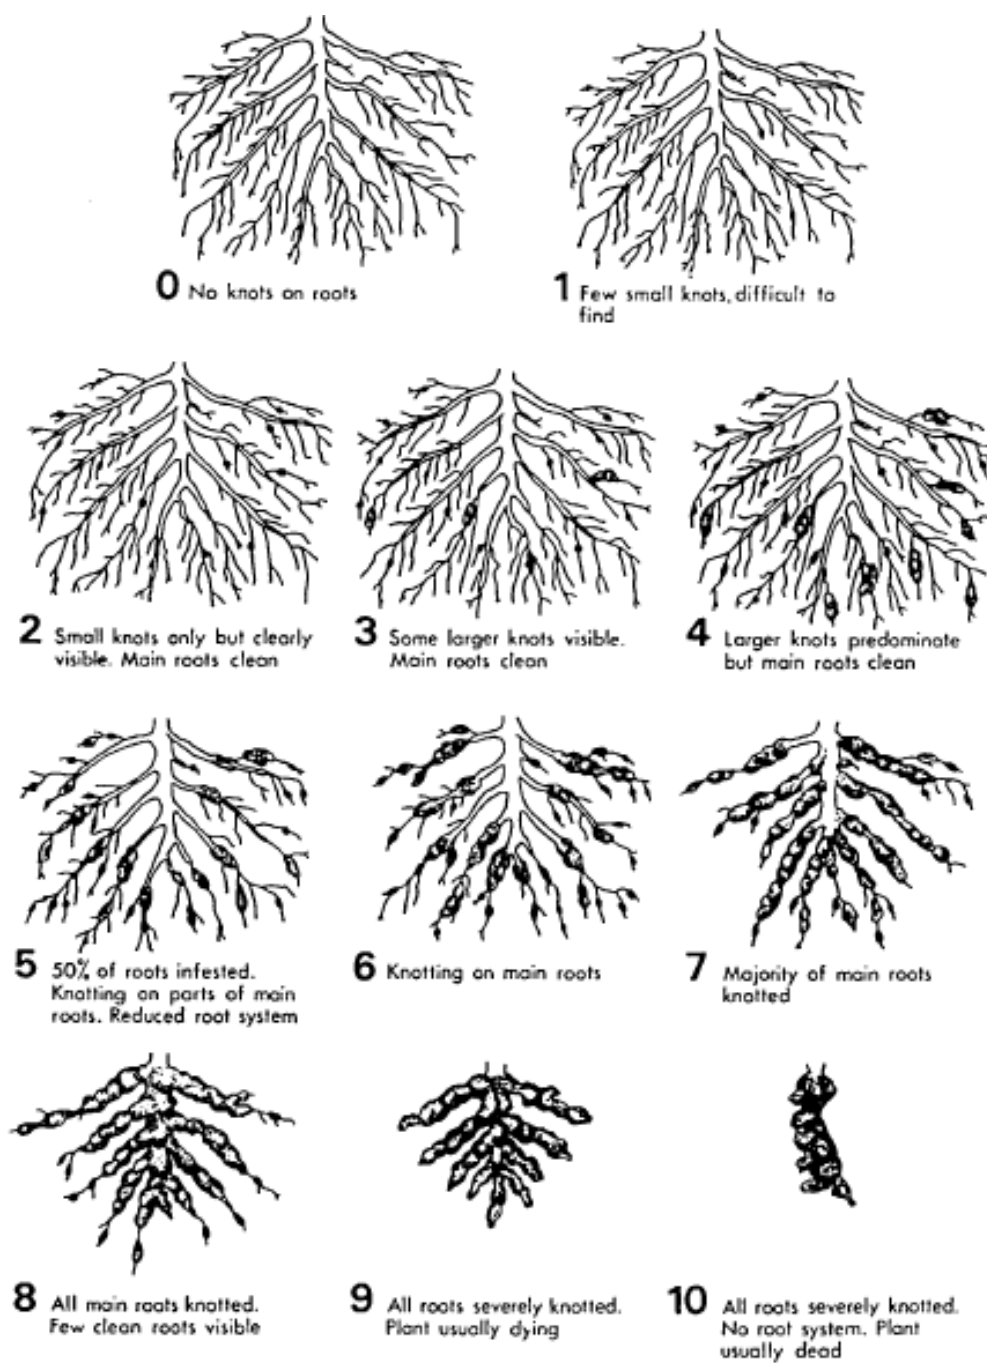 0 No knots on roots
1 Few small knots, difficult to
find
2 Small knots only but clearly
visible. Main roots clean
3 Some larger knots visible.
Main roots clean
4 Larger knots predominate
but main roots clean
5 50% of roots infested.
Knotting on parts of main
roots. Reduced root system
6 Knotting on main roots
7 Majority of main roots
knotted
8 All main roots knotted.
Few clean roots visible
9 All roots severely knotted.
Plant usually dying
10 All roots severely knotted.
No root system. Plant
usually dead